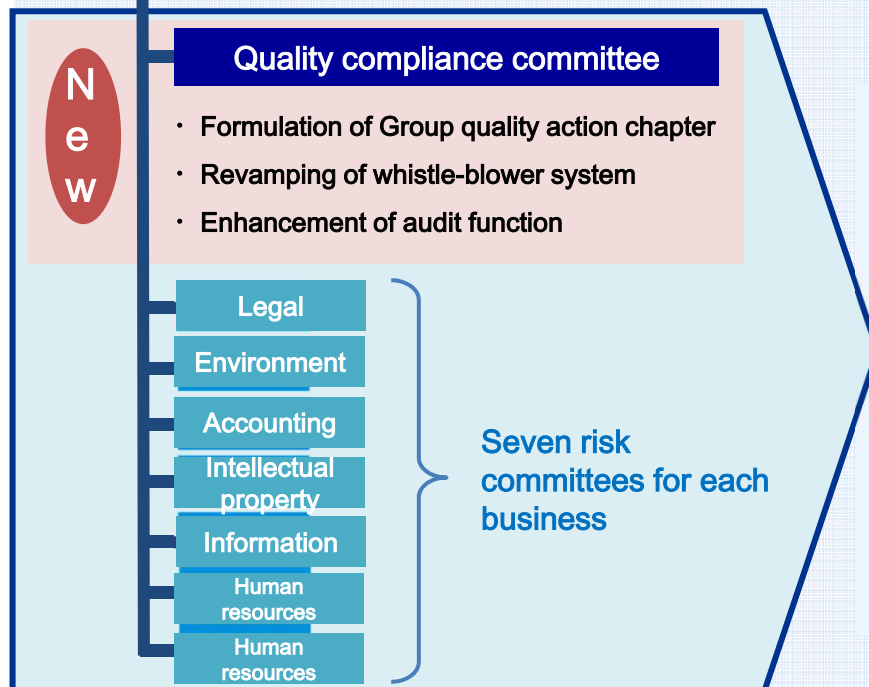 New
Quality compliance committee
・ Formulation of Group quality action chapter
・ Revamping of whistle-blower system
・ Enhancement of audit function
Legal
Environment
Accounting
Intellectual
property
Information
Human
resources
Human
resources
Seven risk
committees for each
business